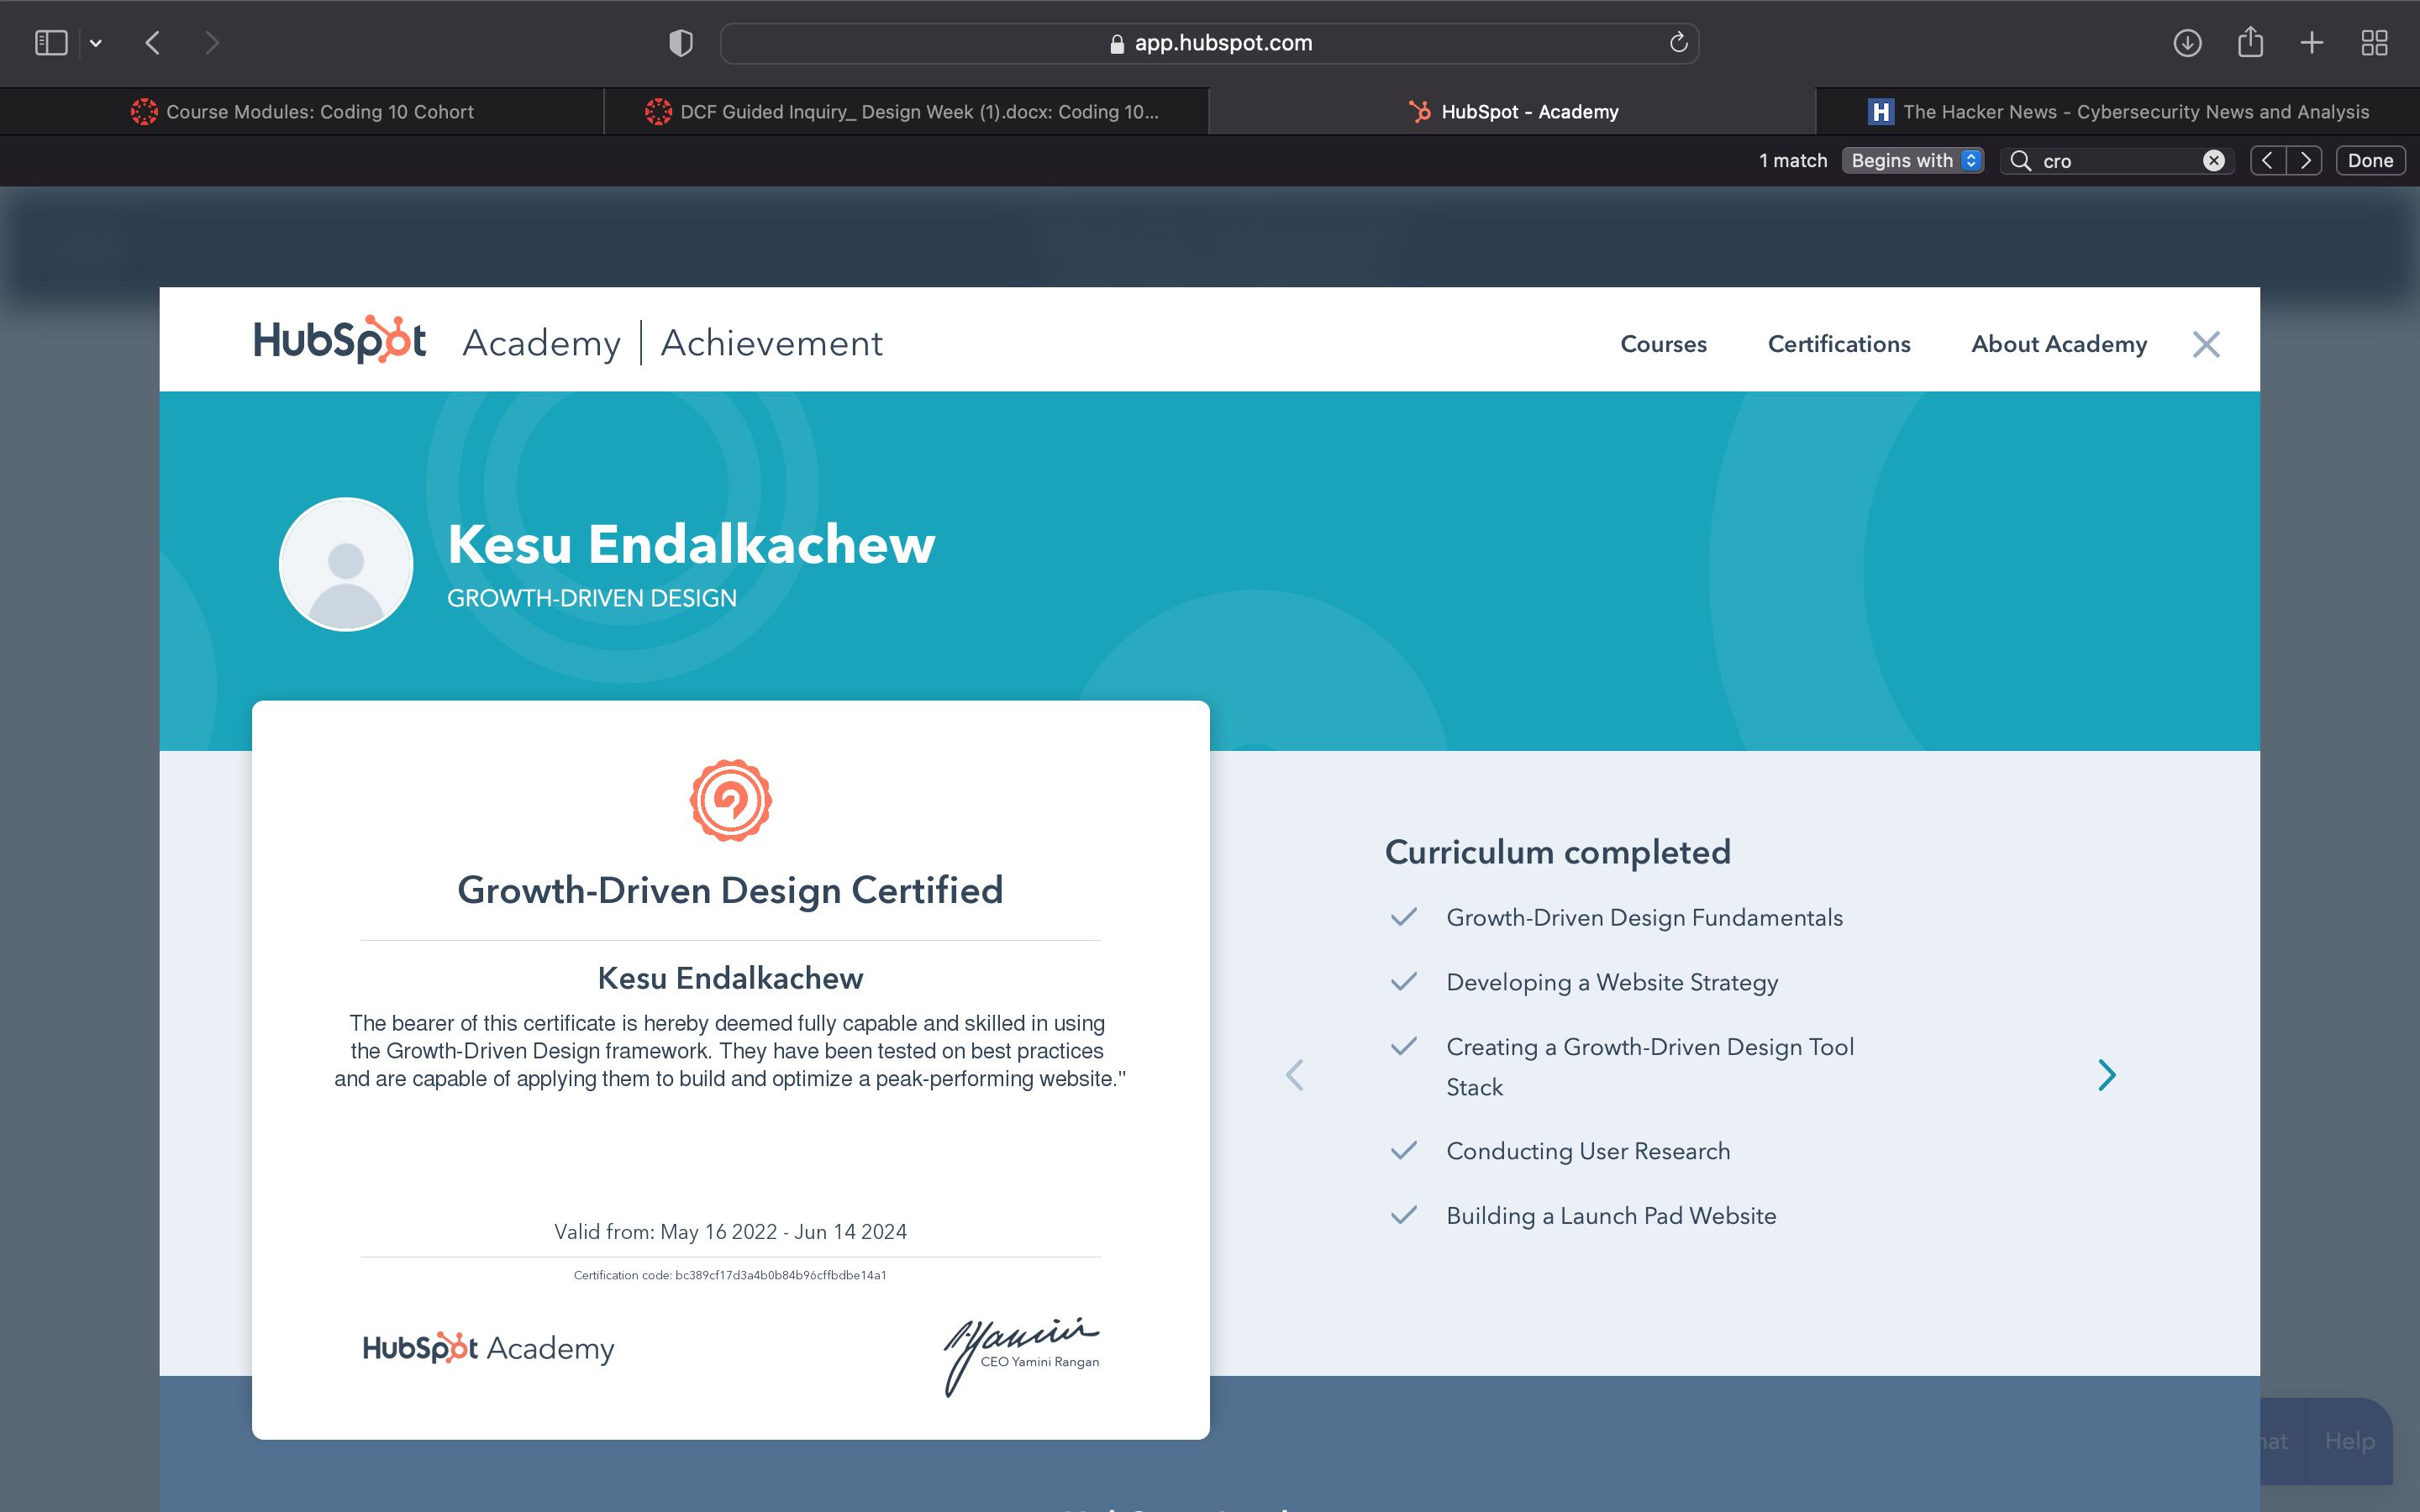 app.hubspot.com
Course Modules: Coding 10 Cohort
DCF Guided Inquiry_ Design Week (1).docx: Coding 10...
HubSpot - Academy
The Hacker News - Cybersecurity News and Analysis
1 match
Begins with
cro
Done
HubSpot Academy | Achievement
Courses
Certifications
About Academy
Kesu Endalkachew
GROWTH-DRIVEN DESIGN
Growth-Driven Design Certified
Kesu Endalkachew
The bearer of this certificate is hereby deemed fully capable and skilled in using
the Growth-Driven Design framework. They have been tested on best practices
and are capable of applying them to build and optimize a peak-performing website."
Valid from: May 16 2022 - Jun 14 2024
Certification code: bc389cf17d3a4b0b84b96cffbdbe14a1
HubSpot Academy
CEO Yamini Rangan
Curriculum completed
Growth-Driven Design Fundamentals
Developing a Website Strategy
Creating a Growth-Driven Design Tool
Stack
Conducting User Research
Building a Launch Pad Website
Help